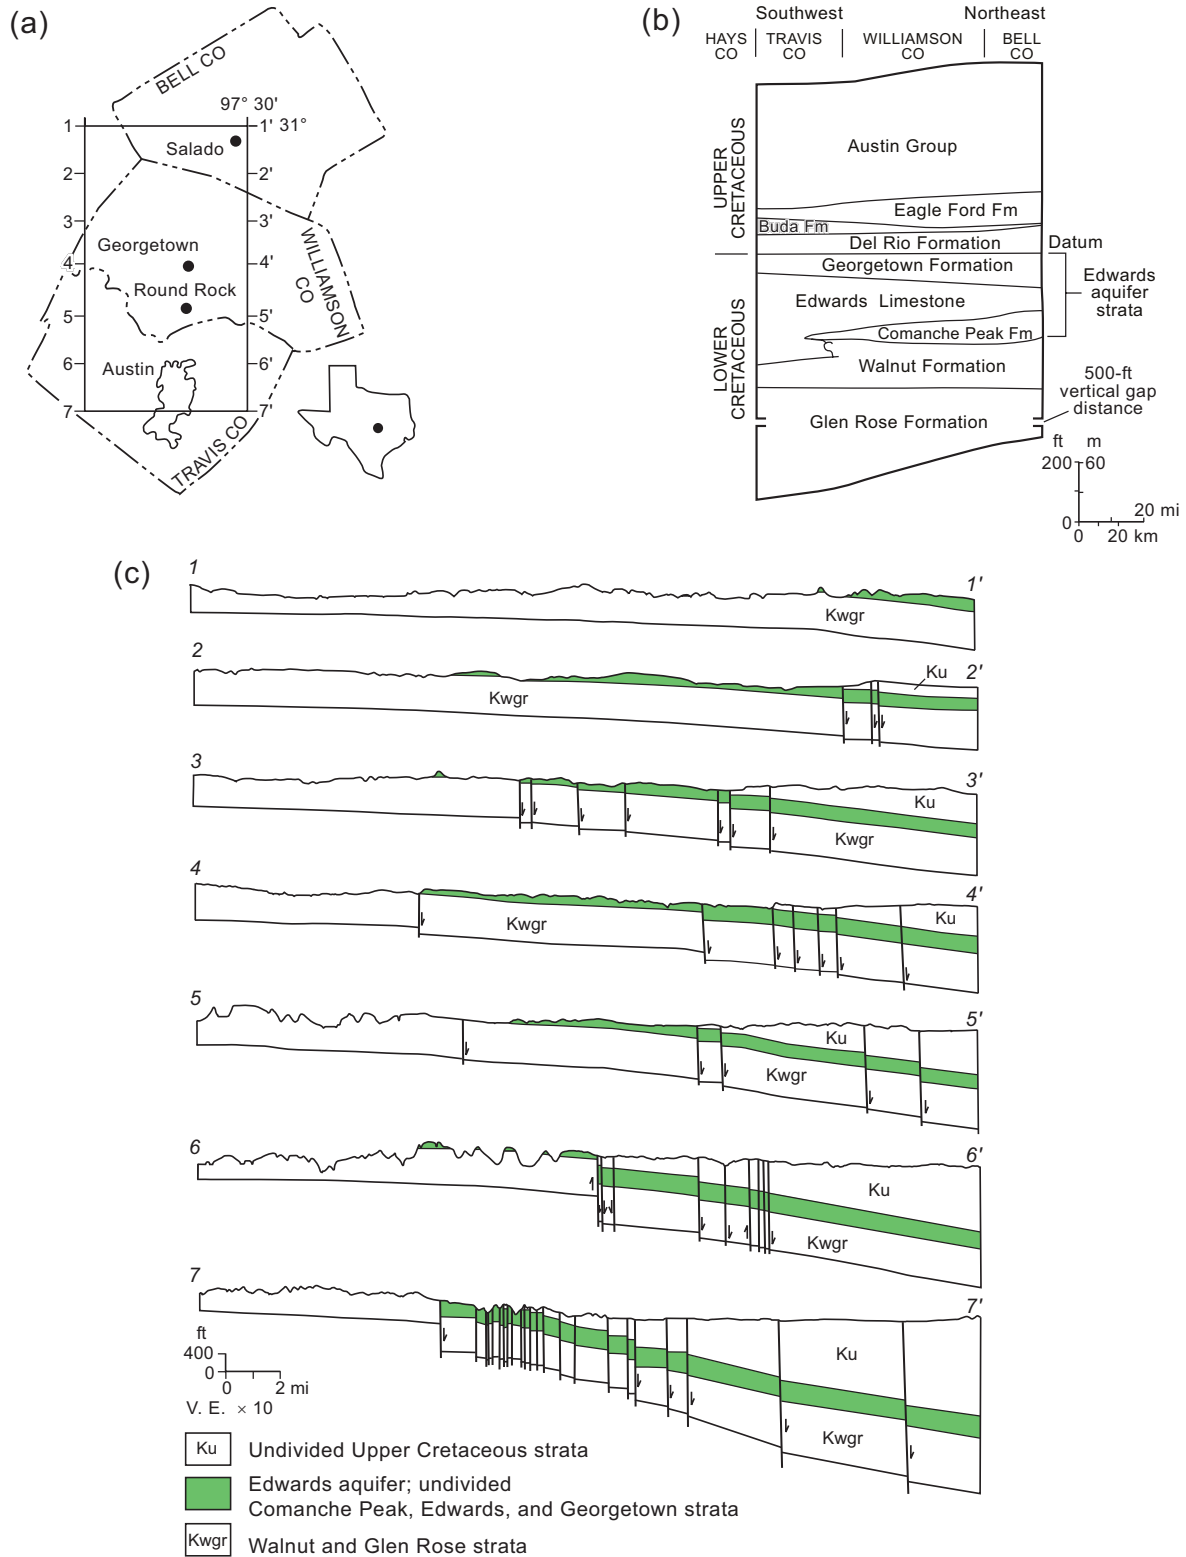 (a)
BELL CO
97° 30'
1
1' 31°
Salado
2
2'
3
3'
Georgetown
WILLIAMSON
CO
4
4'
Round Rock
5
5'
6
6'
Austin
7
7'
TRAVIS CO
(b)
Southwest
Northeast
HAYS
CO
TRAVIS
CO
WILLIAMSON
CO
BELL
CO
UPPER
CRETACEOUS
LOWER
CRETACEOUS
Austin Group
Eagle Ford Fm
Buda Fm
Del Rio Formation
Datum
Georgetown Formation
Edwards Limestone
Edwards
aquifer
strata
Comanche Peak Fm
Walnut Formation
500-ft
vertical gap
distance
Glen Rose Formation
ft m
200 60
0
20 mi
0 20 km
(c)
1
1'
Kwgr
2
2'
Ku
Kwgr
3
3'
Ku
Kwgr
4
4'
Ku
Kwgr
5
5'
Ku
Kwgr
6
6'
Ku
Kwgr
7
7'
Ku
Kwgr
ft
400
0
0 2 mi
V. E. × 10
Ku Undivided Upper Cretaceous strata
Edwards aquifer; undivided
Comanche Peak, Edwards, and Georgetown strata
Kwgr Walnut and Glen Rose strata